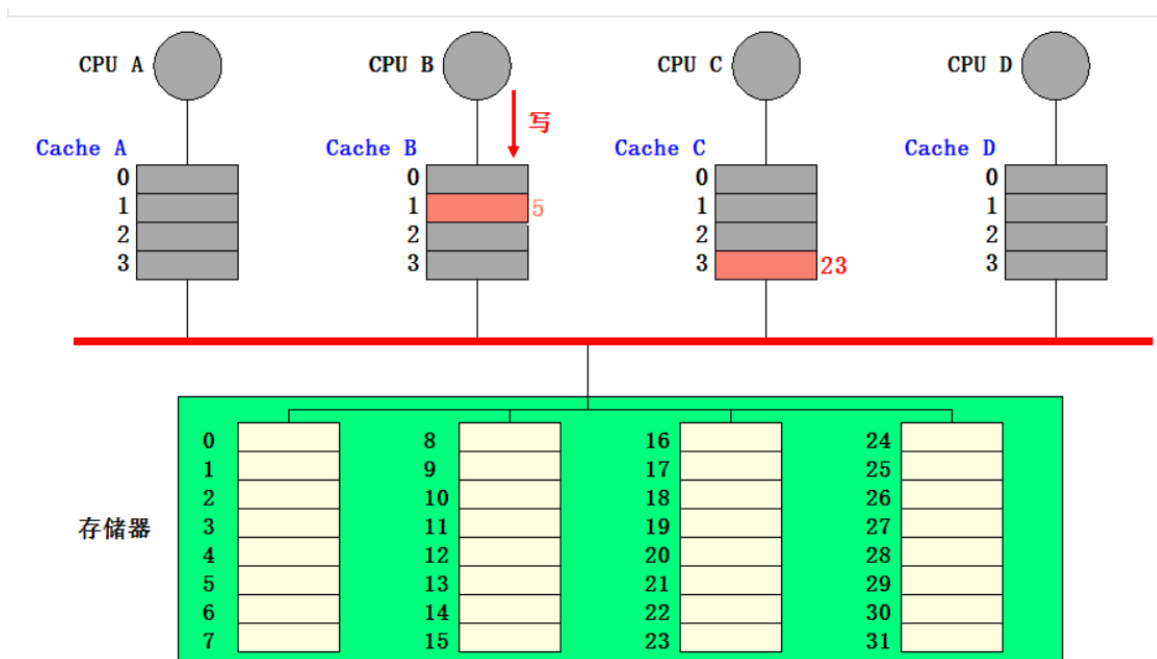 CPU A CPU B CPU C CPU D
写
Cache A Cache B Cache C Cache D
0 0 0 0
1 1 5 1 1
2 2 2 2
3 3 3 23 3
0 8 16 24
1 9 17 25
2 10 18 26
存储器 3 11 19 27
4 12 20 28
5 13 21 29
6 14 22 30
7 15 23 31